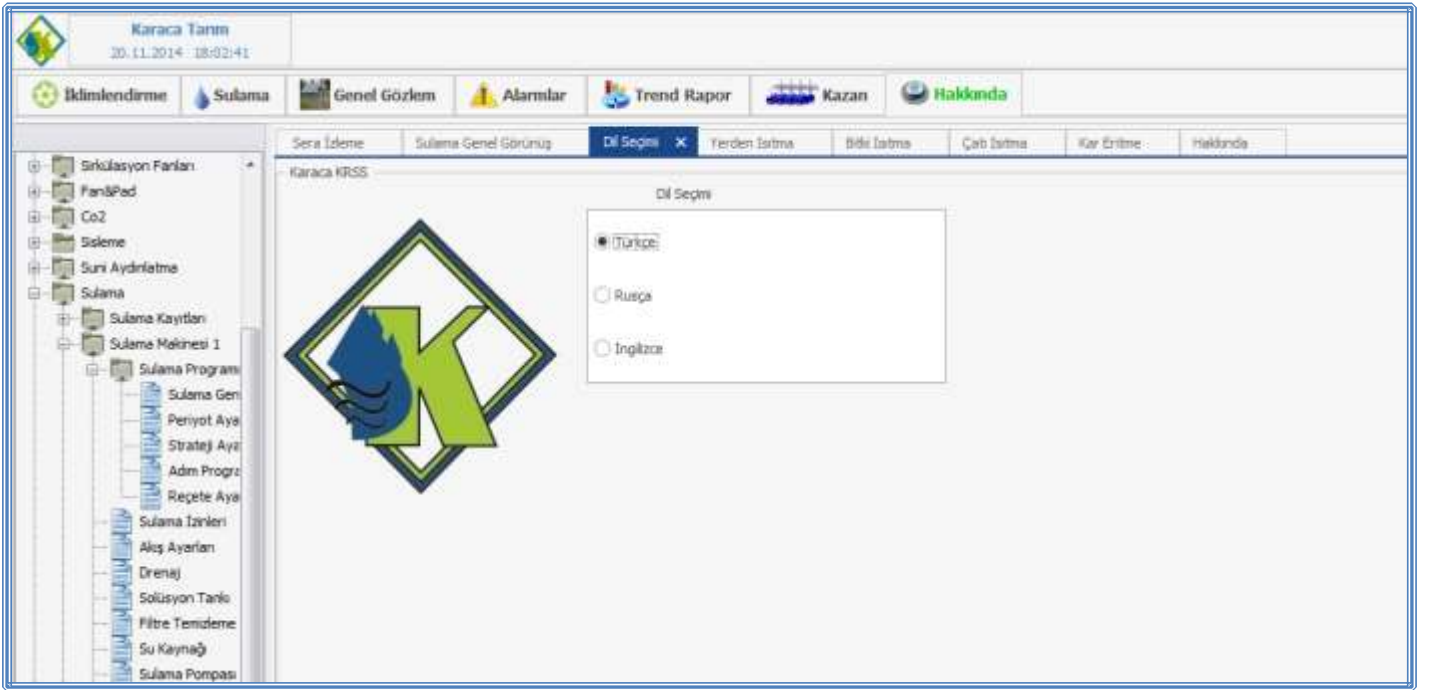 Karaca Tarım
20.11.2014 18:02:41
İklimlendirme Sulama Genel Gözlem Alarmlar Trend Rapor Kazan Hakkında
Sera İzleme Sulama Genel Görünüş Dil Seçimi X Yerden Isıtma Bitki Isıtma Çatı Isıtma Kar Eritme Hakkında
Sirkülasyon Fanları
Fan&Pad
Co2
Sisleme
Suni Aydınlatma
Sulama
Sulama Kayıtları
Sulama Makinesi 1
Sulama Programı
Sulama Gen
Periyot Aya
Strateji Aya
Adım Progra
Reçete Aya
Sulama İzinleri
Akış Ayarları
Drenaj
Solüsyon Tankı
Filtre Temizleme
Su Kaynağı
Sulama Pompası
Karaca KRSS
Dil Seçimi
Türkçe
Rusça
İngilizce
K